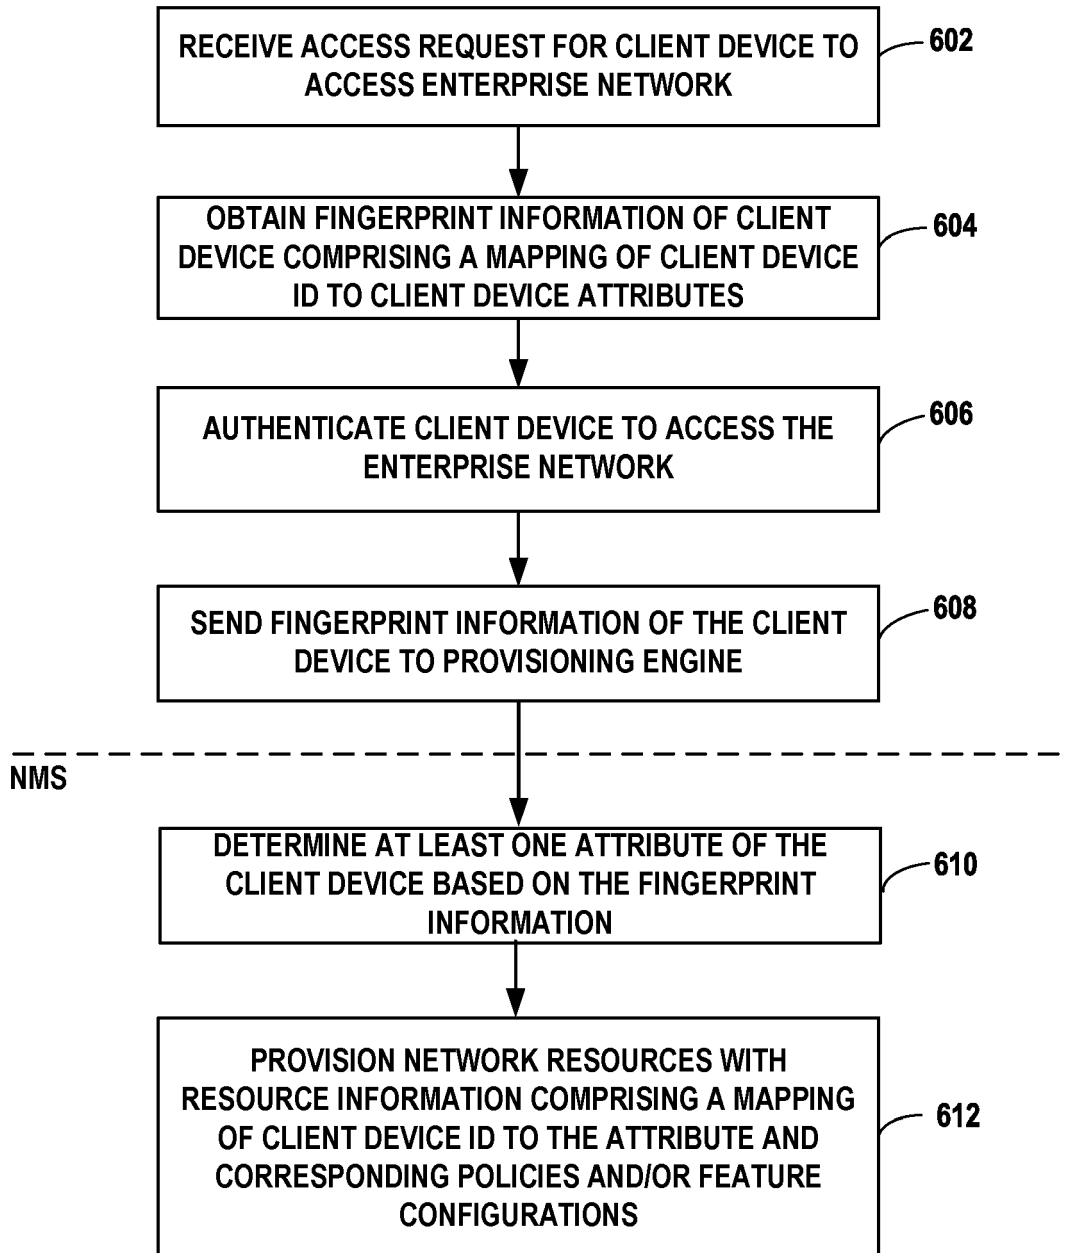 RECEIVE ACCESS REQUEST FOR CLIENT DEVICE TO
ACCESS ENTERPRISE NETWORK
602
OBTAIN FINGERPRINT INFORMATION OF CLIENT
DEVICE COMPRISING A MAPPING OF CLIENT DEVICE
ID TO CLIENT DEVICE ATTRIBUTES
604
AUTHENTICATE CLIENT DEVICE TO ACCESS THE
ENTERPRISE NETWORK
606
SEND FINGERPRINT INFORMATION OF THE CLIENT
DEVICE TO PROVISIONING ENGINE
608
NMS
DETERMINE AT LEAST ONE ATTRIBUTE OF THE
CLIENT DEVICE BASED ON THE FINGERPRINT
INFORMATION
610
PROVISION NETWORK RESOURCES WITH
RESOURCE INFORMATION COMPRISING A MAPPING
OF CLIENT DEVICE ID TO THE ATTRIBUTE AND
CORRESPONDING POLICIES AND/OR FEATURE
CONFIGURATIONS
612